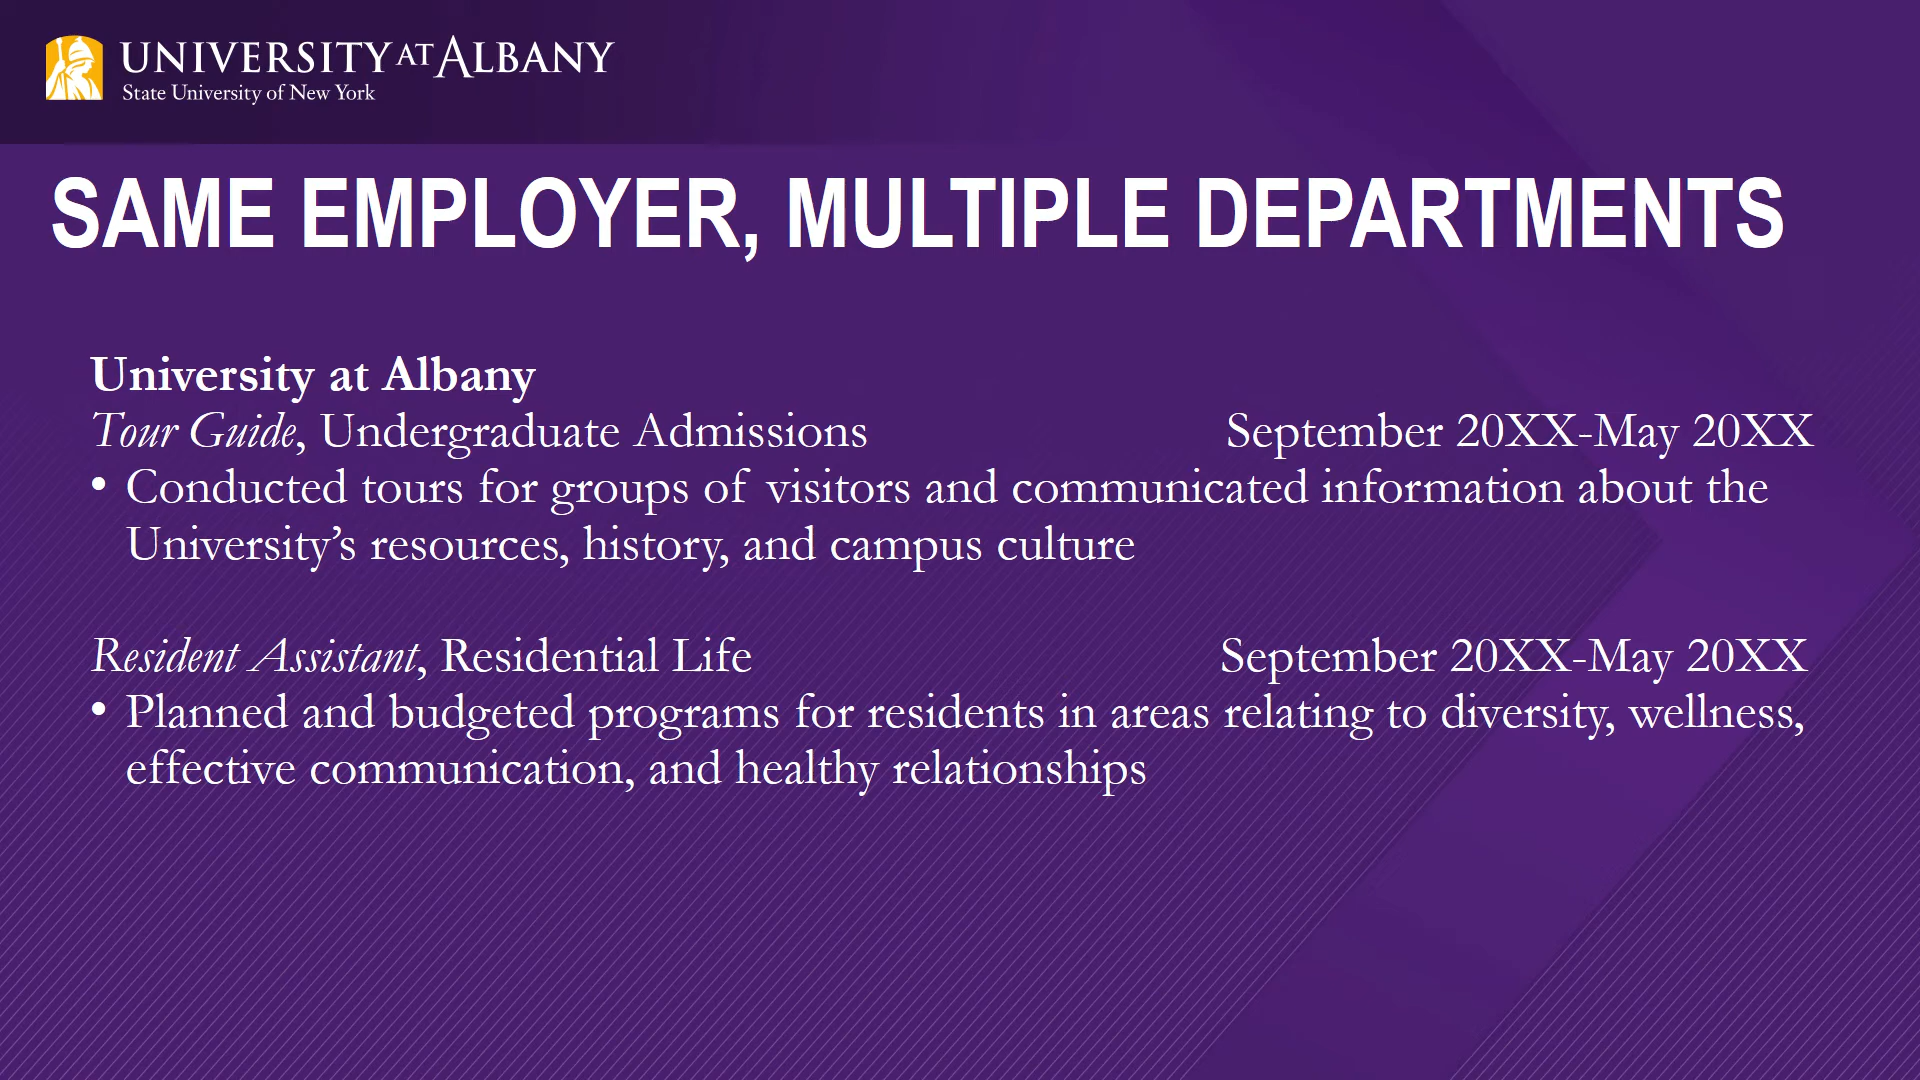 UNIVERSITY AT ALBANY
State University of New York
SAME EMPLOYER, MULTIPLE DEPARTMENTS
University at Albany
Tour Guide, Undergraduate Admissions September 20XX-May 20XX
• Conducted tours for groups of visitors and communicated information about the
University’s resources, history, and campus culture
Resident Assistant, Residential Life September 20XX-May 20XX
• Planned and budgeted programs for residents in areas relating to diversity, wellness,
effective communication, and healthy relationships